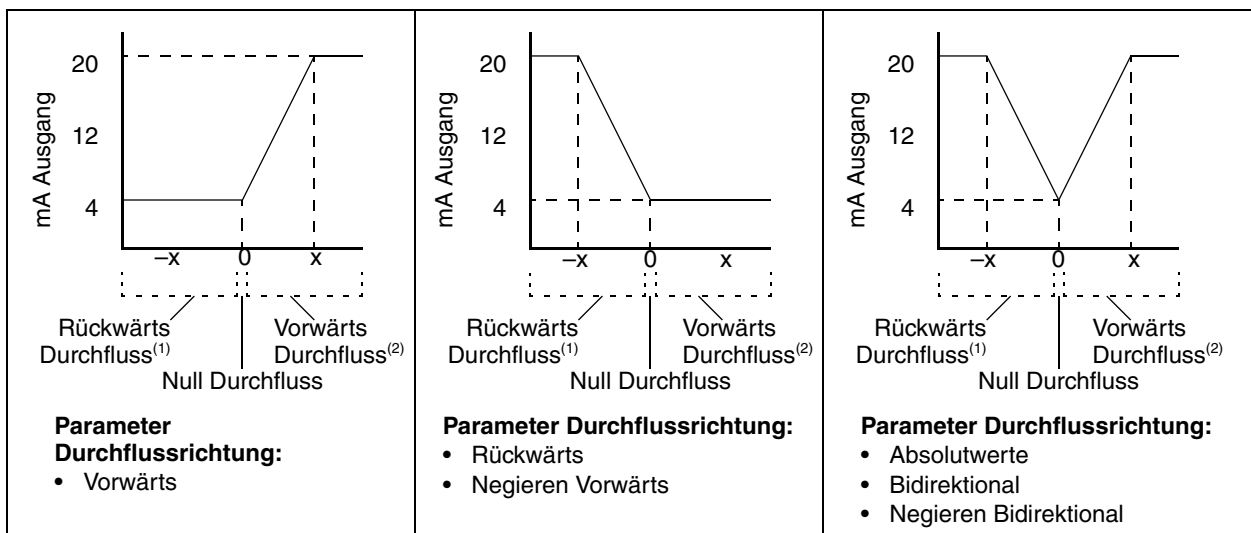 mA Ausgang
20
12
4
–x 0 x
Rückwärts
Durchfluss(1)
Vorwärts
Durchfluss(2)
Null Durchfluss
Parameter
Durchflussrichtung:
• Vorwärts
mA Ausgang
20
12
4
–x 0 x
Rückwärts
Durchfluss(1)
Vorwärts
Durchfluss(2)
Null Durchfluss
Parameter Durchflussrichtung:
• Rückwärts
• Negieren Vorwärts
mA Ausgang
20
12
4
–x 0 x
Rückwärts
Durchfluss(1)
Vorwärts
Durchfluss(2)
Null Durchfluss
Parameter Durchflussrichtung:
• Absolutwerte
• Bidirektional
• Negieren Bidirektional